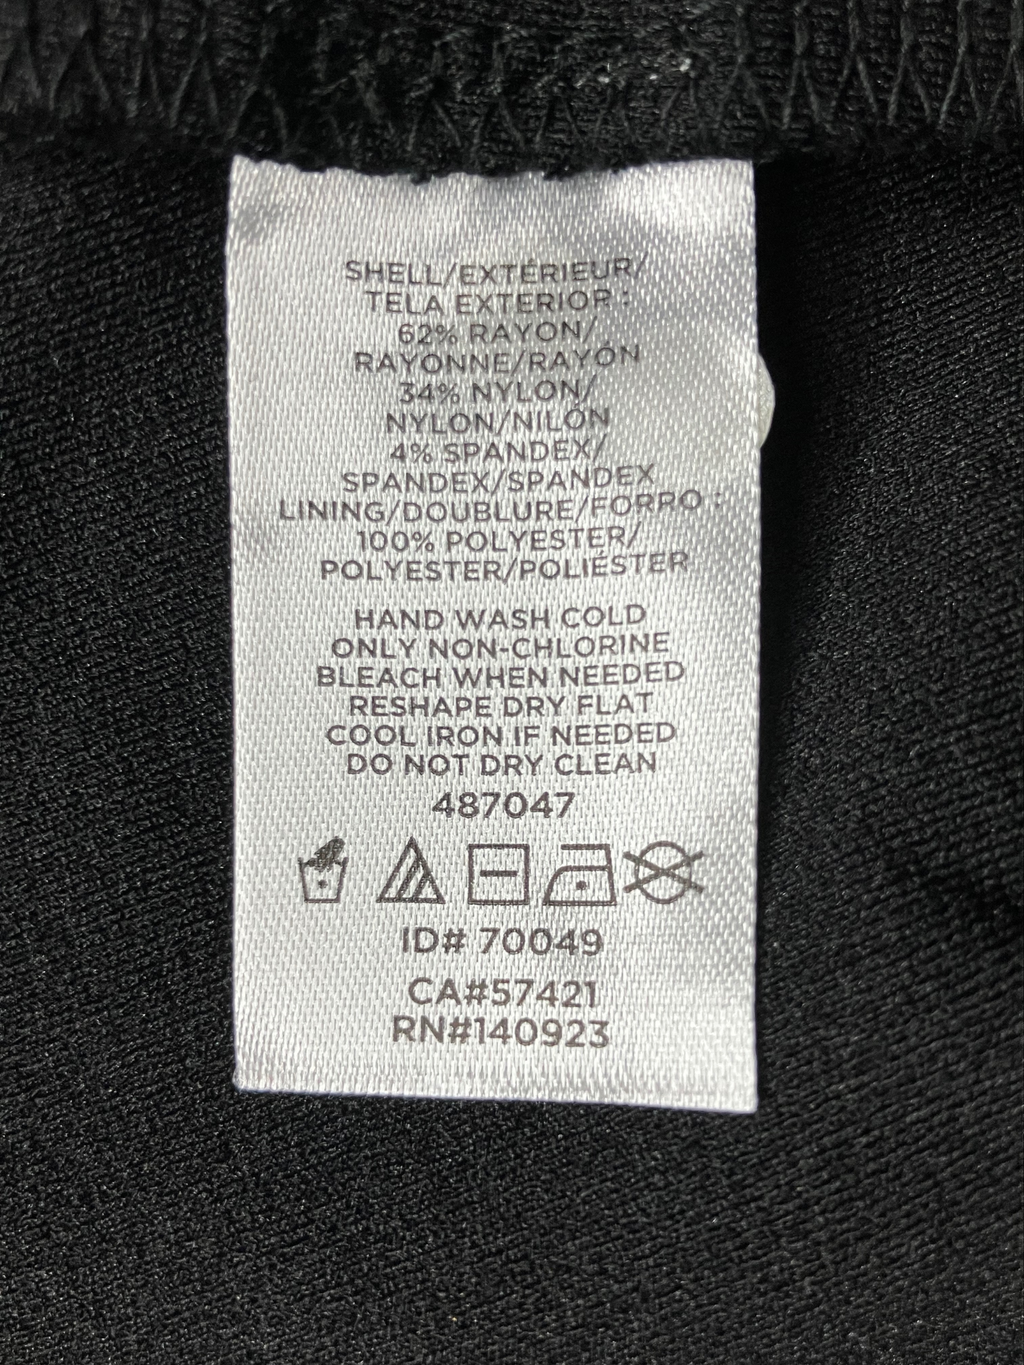 SHELL/EXTÉRIEUR/
TELA EXTERIOR :
62% RAYON/
RAYONNE/RAYÓN
34% NYLON/
NYLON/NILÓN
4% SPANDEX/
SPANDEX/SPANDEX
LINING/DOUBLURE/FORRO :
100% POLYESTER/
POLYESTER/POLIÉSTER
HAND WASH COLD
ONLY NON-CHLORINE
BLEACH WHEN NEEDED
RESHAPE DRY FLAT
COOL IRON IF NEEDED
DO NOT DRY CLEAN
487047
ID# 70049
CA#57421
RN#140923